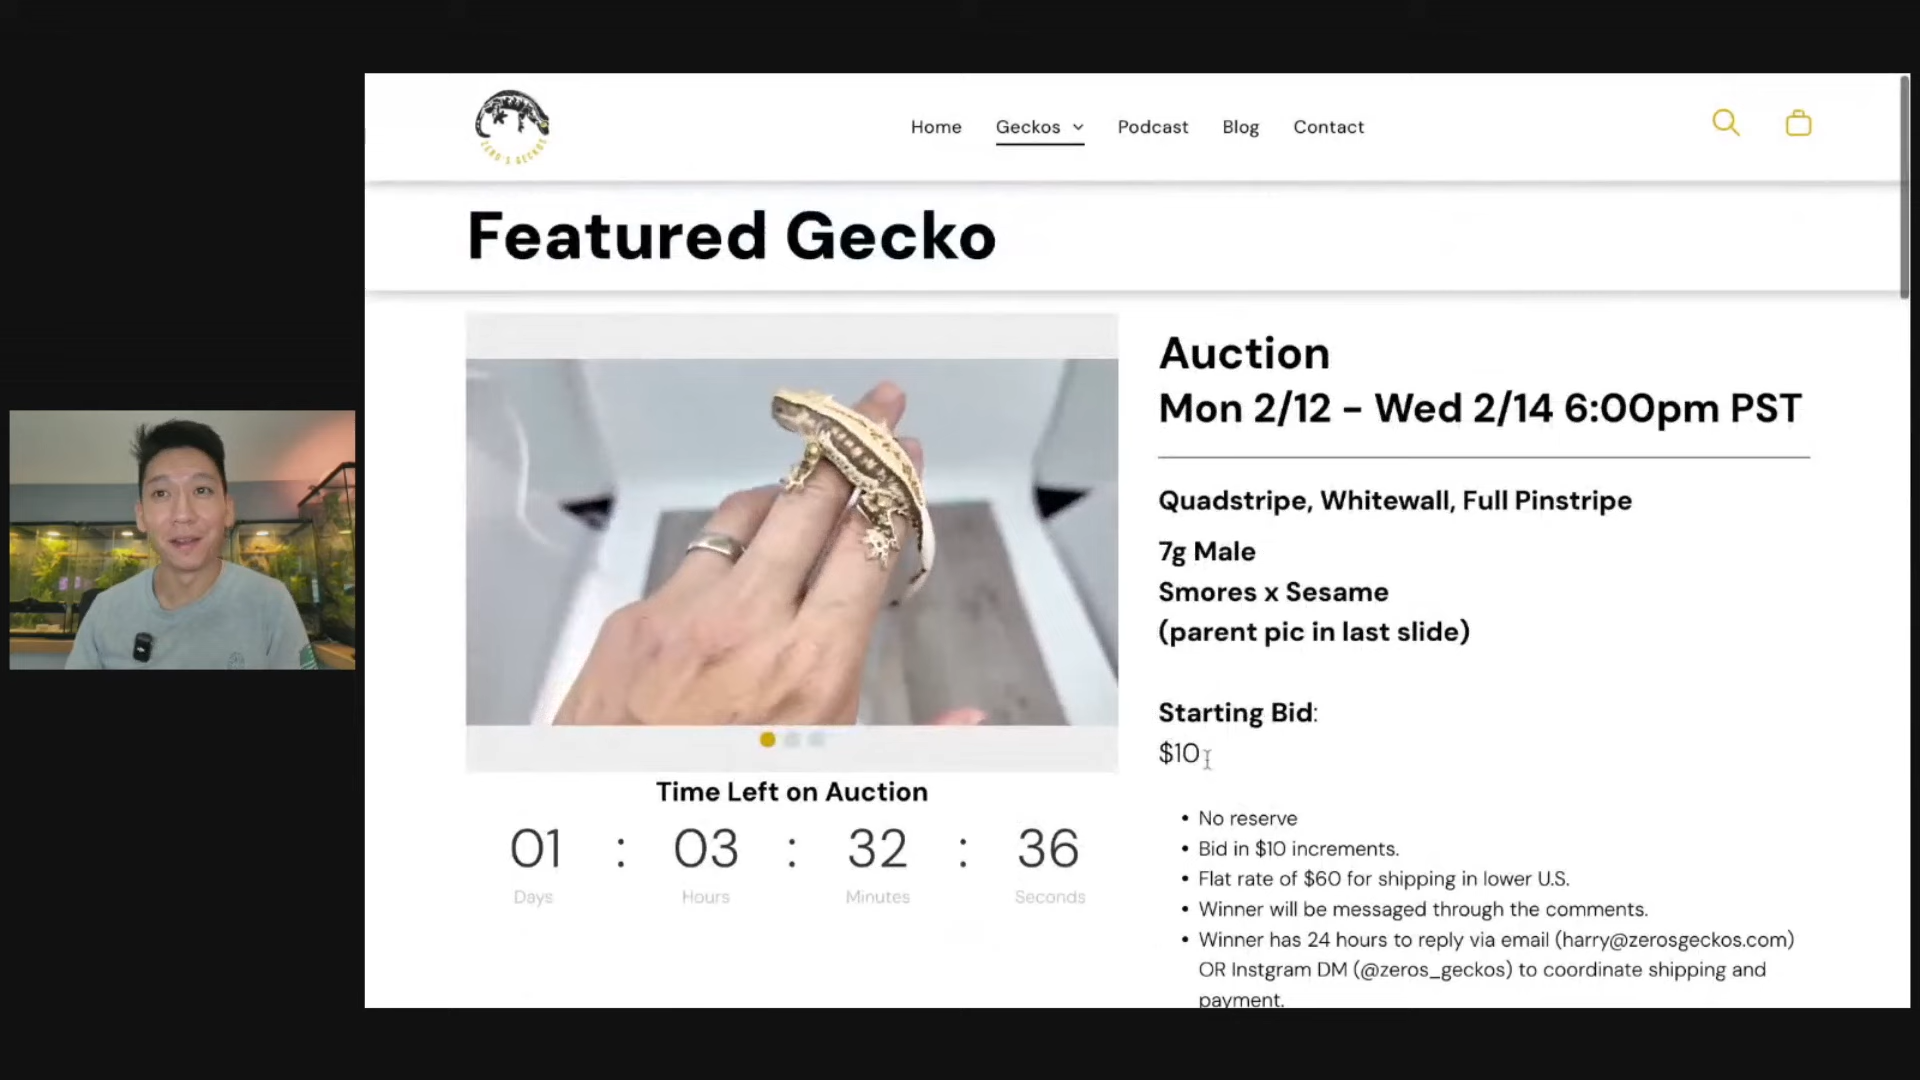 ZERO'S GECKOS
Home
Geckos
Podcast
Blog
Contact
Featured Gecko
Auction
Mon 2/12 - Wed 2/14 6:00pm PST
Quadstripe, Whitewall, Full Pinstripe
7g Male
Smores x Sesame
(parent pic in last slide)
Starting Bid:
$10
• No reserve
• Bid in $10 increments.
• Flat rate of $60 for shipping in lower U.S.
• Winner will be messaged through the comments.
• Winner has 24 hours to reply via email (harry@zerosgeckos.com)
OR Instgram DM (@zeros_geckos) to coordinate shipping and
payment.
Time Left on Auction
01 : 03 : 32 : 36
Days Hours Minutes Seconds